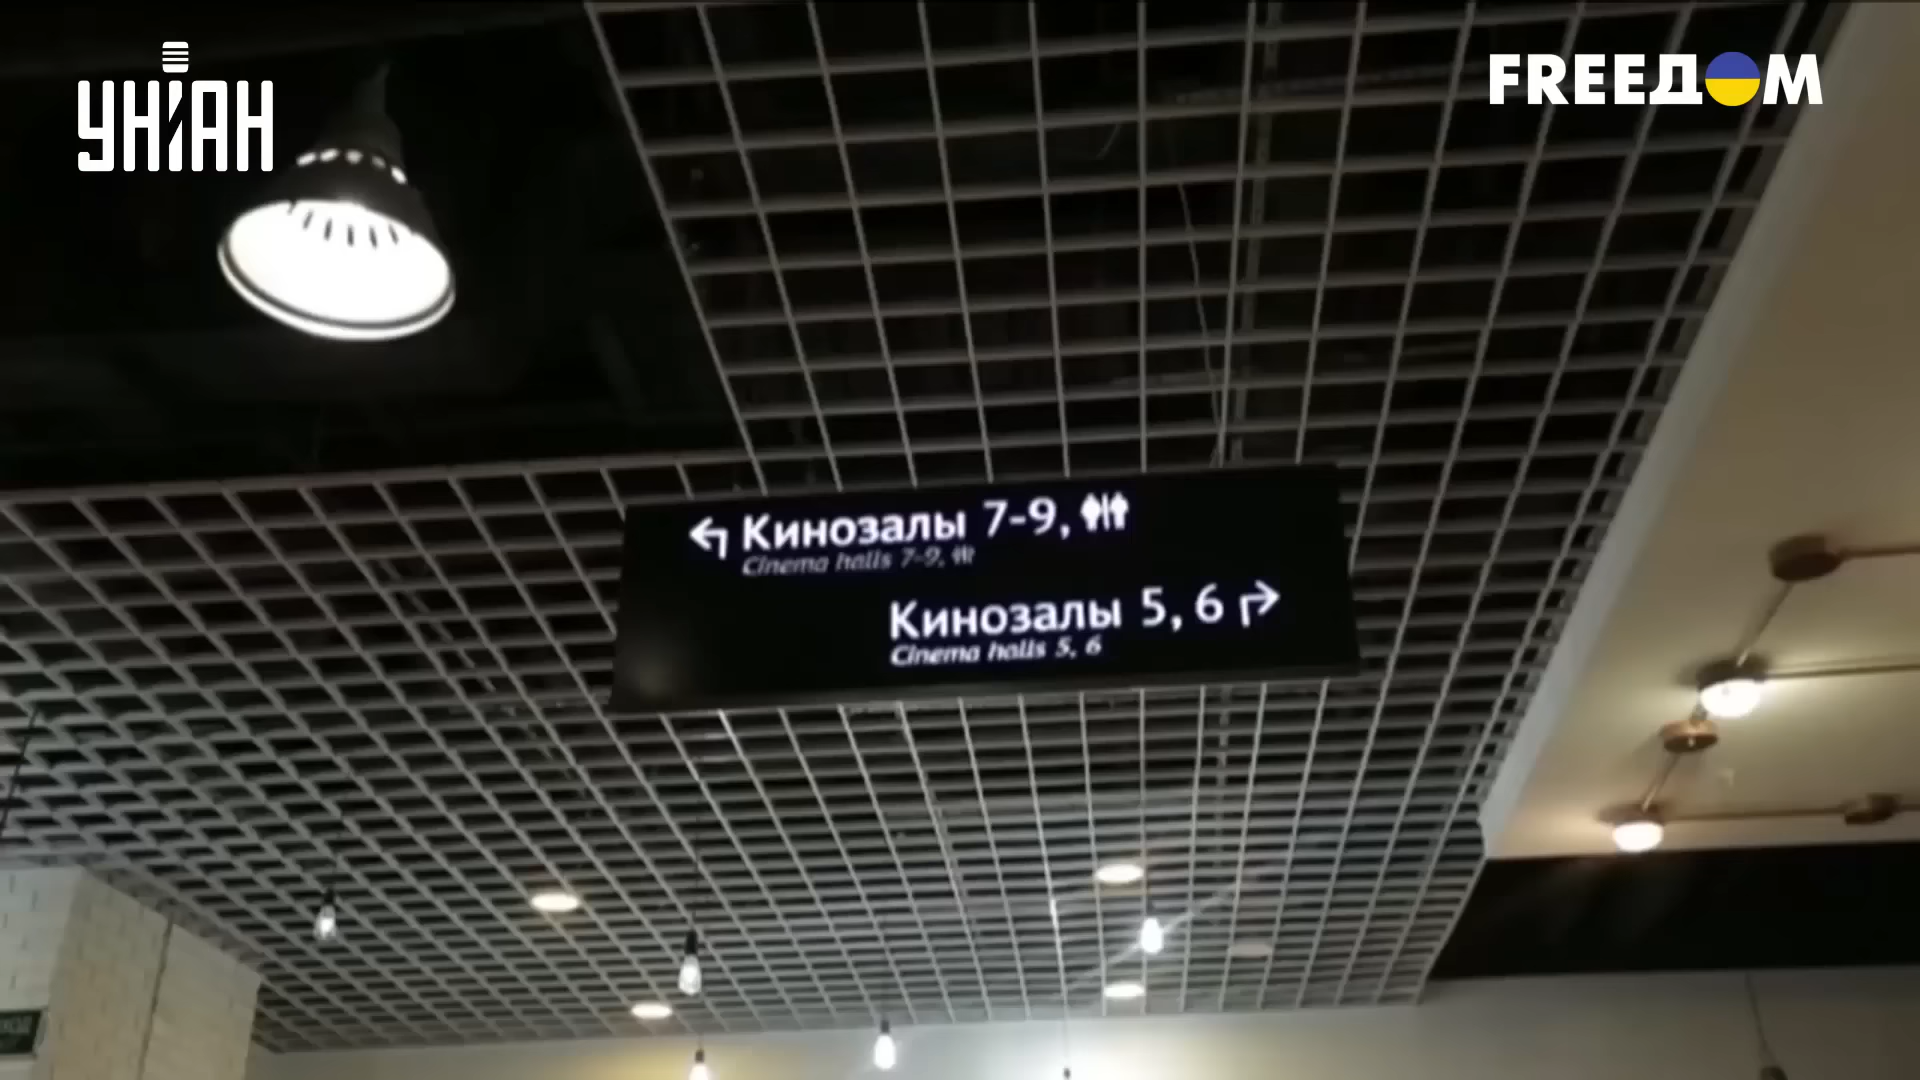 УНІАН
FREEДOM
Кинозалы 7-9,
Cinema halls 7-9,
Кинозалы 5, 6
Cinema halls 5, 6